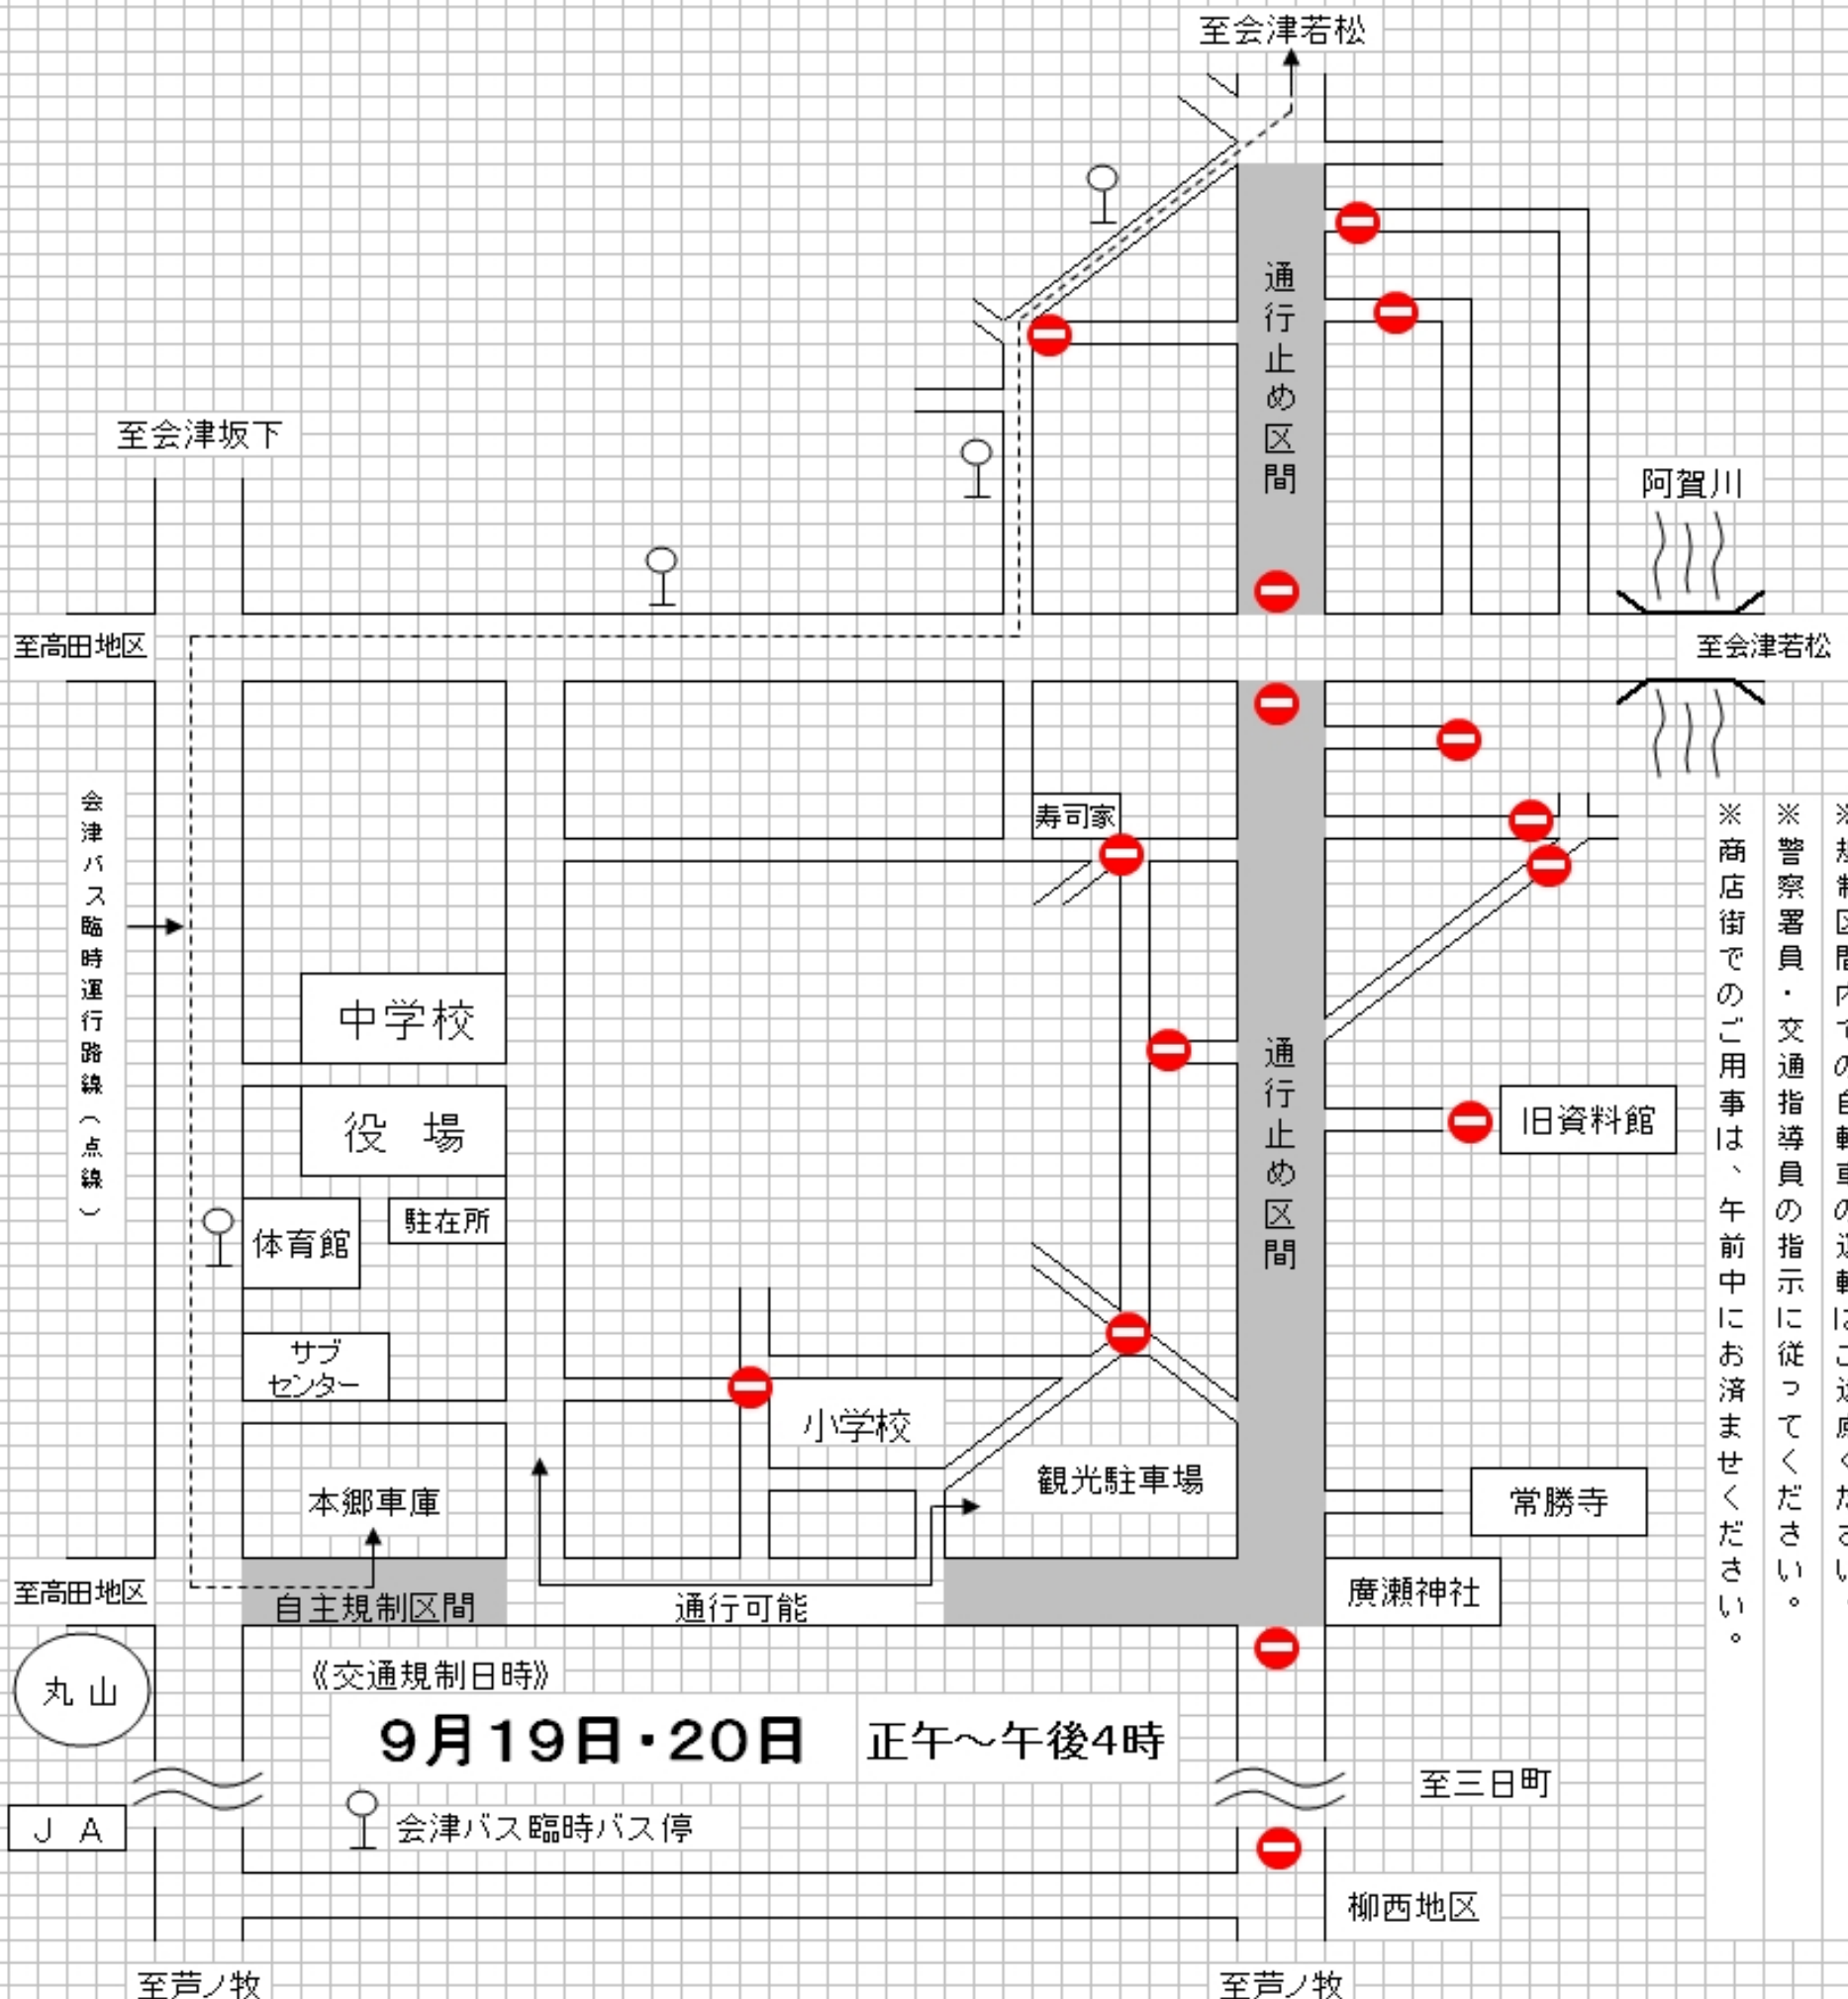 至会津若松
通行止め区間
至会津坂下
阿賀川
至高田地区
至会津若松
会津バス臨時運行路線(点線)
寿司家
※警察署員・交通指導員の指示に従ってください。
※商店街でのご用事は、午前中にお済ませください。
中学校
役　場
通行止め区間
旧資料館
体育館
駐在所
サブ
センター
小学校
観光駐車場
本郷車庫
常勝寺
至高田地区
自主規制区間
通行可能
廣瀬神社
丸山
《交通規制日時》
9月19日・20日　正午～午後4時
至三日町
JA
会津バス臨時バス停
柳西地区
至芦ノ牧
至芦ノ牧